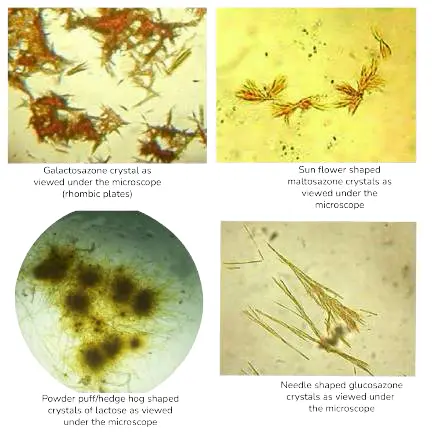 Galactosazone crystal as
viewed under the microscope
(rhombic plates)
Sun flower shaped
maltosazone crystals as
viewed under the
microscope
Powder puff/hedge hog shaped
crystals of lactose as viewed
under the microscope
Needle shaped glucosazone
crystals as viewed under
the microscope